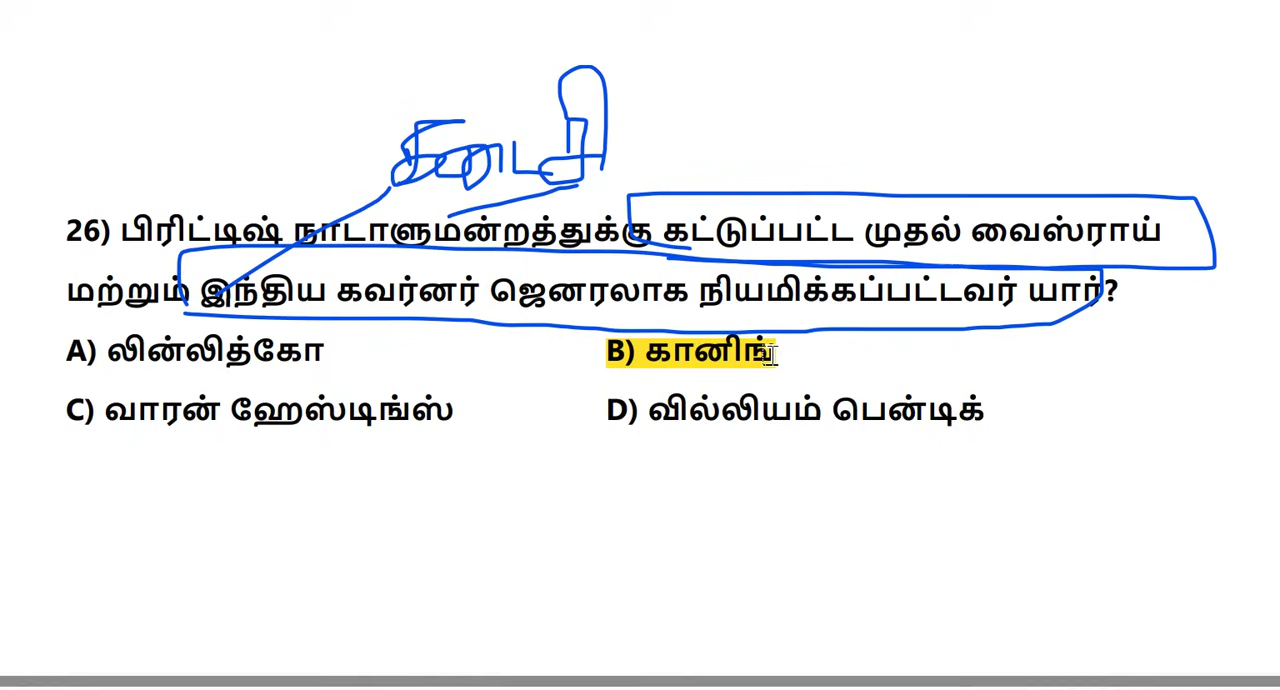 26) பிரிட்டிஷ் நாடாளுமன்றத்துக்கு கட்டுப்பட்ட முதல் வைஸ்ராய்
மற்றும் இந்திய கவர்னர் ஜெனரலாக நியமிக்கப்பட்டவர் யார்?
A) லின்லித்கோ B) கானிங்
C) வாரன் ஹேஸ்டிங்ஸ் D) வில்லியம் பென்டிக்